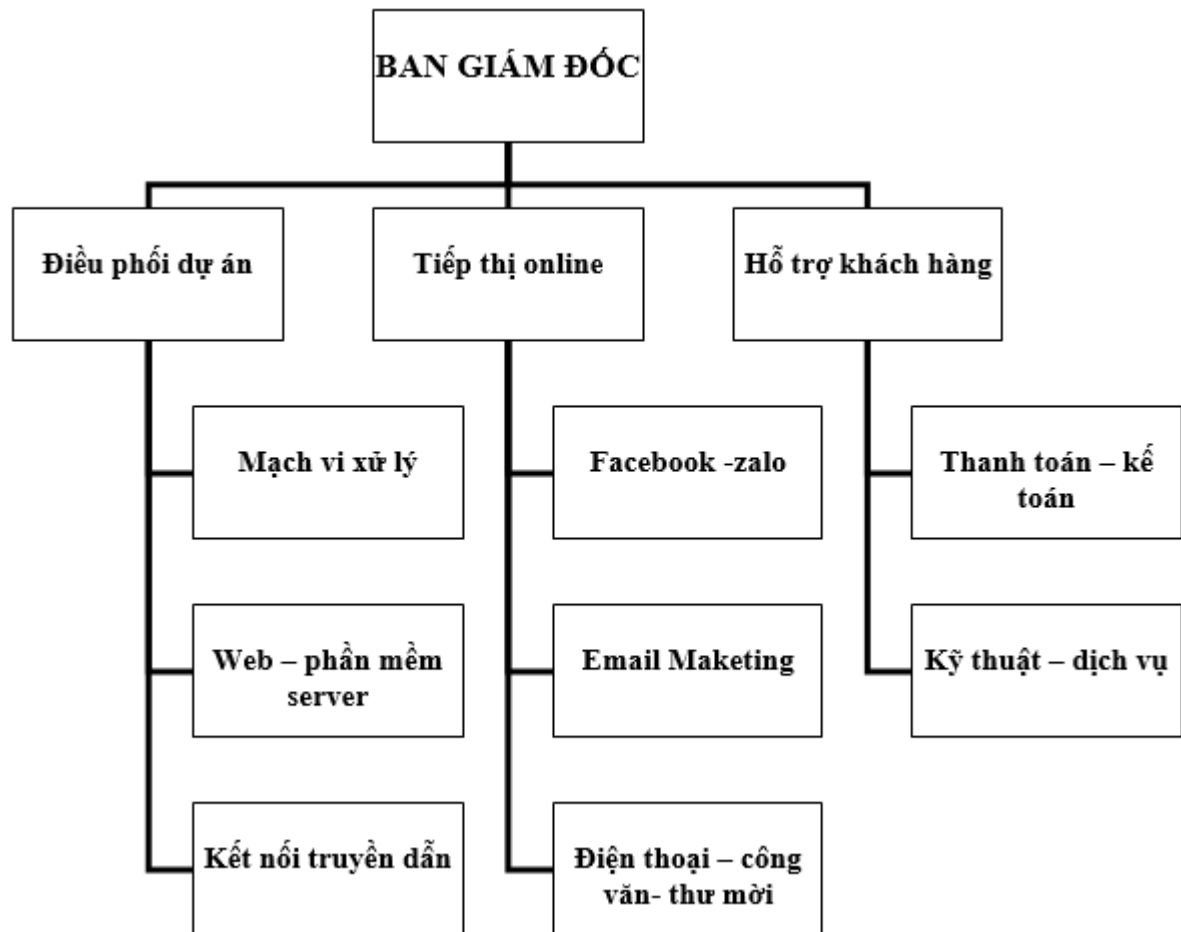 BAN GIÁM ĐỐC
Điều phối dự án
Tiếp thị online
Hỗ trợ khách hàng
Mạch vi xử lý
Facebook -zalo
Thanh toán – kế
toán
Web – phần mềm
server
Email Maketing
Kỹ thuật – dịch vụ
Kết nối truyền dẫn
Điện thoại – công
văn- thư mời